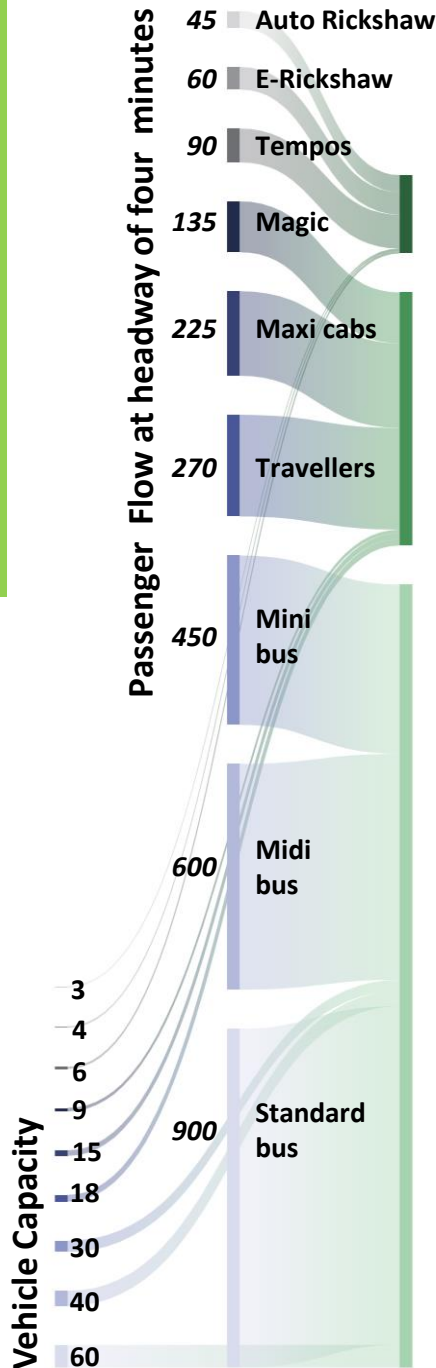 Passenger Flow at headway of four minutes
45 Auto Rickshaw
60 E-Rickshaw
90 Tempos
135 Magic
225 Maxi cabs
270 Travellers
450 Mini
bus
600 Midi
bus
900 Standard
bus
Vehicle Capacity
3
4
6
9
15
18
30
40
60